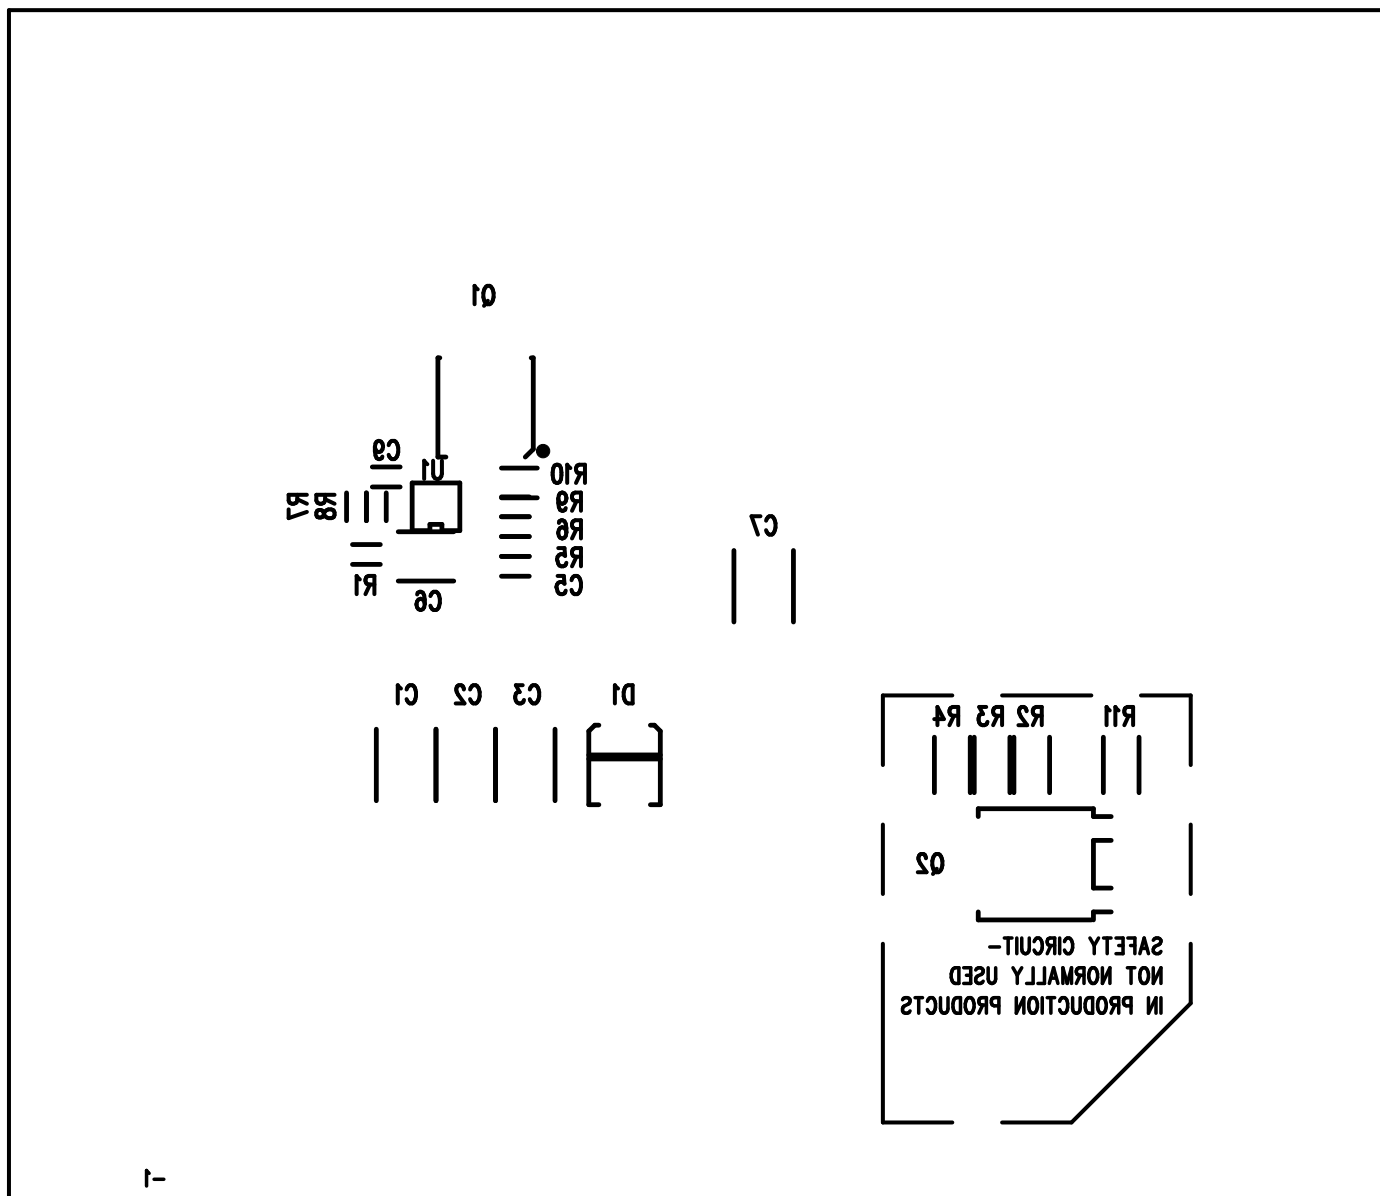 Q1
C9
U1
R10
R7
R8
R9
R6
R5
C5
R1
C6
C7
C1
C2
C3
D1
R4
R3
R2
R11
Q2
SAFETY CIRCUIT-
NOT NORMALLY USED
IN PRODUCTION PRODUCTS
-1